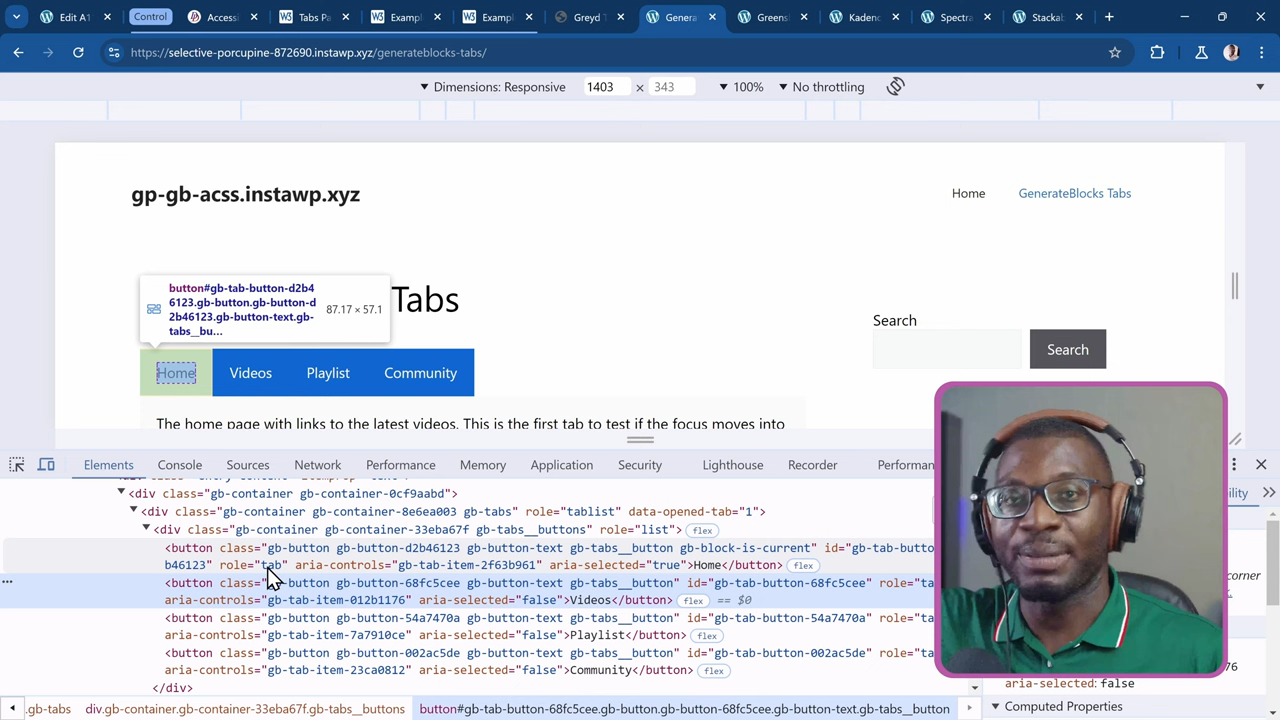 Edit A1
Control
Accessi
Tabs Pa
Example
Example
Greyd T
Genera
Greensh
Kadenc
Spectra
Stackab
https://selective-porcupine-872690.instawp.xyz/generateblocks-tabs/
Dimensions: Responsive 1403 × 343 100% No throttling
gp-gb-acss.instawp.xyz
Home
GenerateBlocks Tabs
button#gb-tab-button-d2b4
6123.gb-button.gb-button-d
2b46123.gb-button-text.gb-
tabs__bu...
87.17 × 57.1
Tabs
Search
Search
Home Videos Playlist Community
The home page with links to the latest videos. This is the first tab to test if the focus moves into
Elements Console Sources Network Performance Memory Application Security Lighthouse Recorder Performan
<div class="gb-container gb-container-0cf9aabd">
<div class="gb-container gb-container-8e6ea003 gb-tabs" role="tablist" data-opened-tab="1">
<div class="gb-container gb-container-33eba67f gb-tabs__buttons" role="list"> flex
<button class="gb-button gb-button-d2b46123 gb-button-text gb-tabs__button gb-block-is-current" id="gb-tab-butto
b46123" role="tab" aria-controls="gb-tab-item-2f63b961" aria-selected="true">Home</button> flex
<button class="gb-button gb-button-68fc5cee gb-button-text gb-tabs__button" id="gb-tab-button-68fc5cee" role="ta
aria-controls="gb-tab-item-012b1176" aria-selected="false">Videos</button> flex == $0
<button class="gb-button gb-button-54a7470a gb-button-text gb-tabs__button" id="gb-tab-button-54a7470a" role="ta
aria-controls="gb-tab-item-7a7910ce" aria-selected="false">Playlist</button> flex
<button class="gb-button gb-button-002ac5de gb-button-text gb-tabs__button" id="gb-tab-button-002ac5de" role="ta
aria-controls="gb-tab-item-23ca0812" aria-selected="false">Community</button> flex
</div>
bility
corner
76
aria-selected: false
Computed Properties
.gb-tabs div.gb-container.gb-container-33eba67f.gb-tabs__buttons button#gb-tab-button-68fc5cee.gb-button.gb-button-68fc5cee.gb-button-text.gb-tabs__button